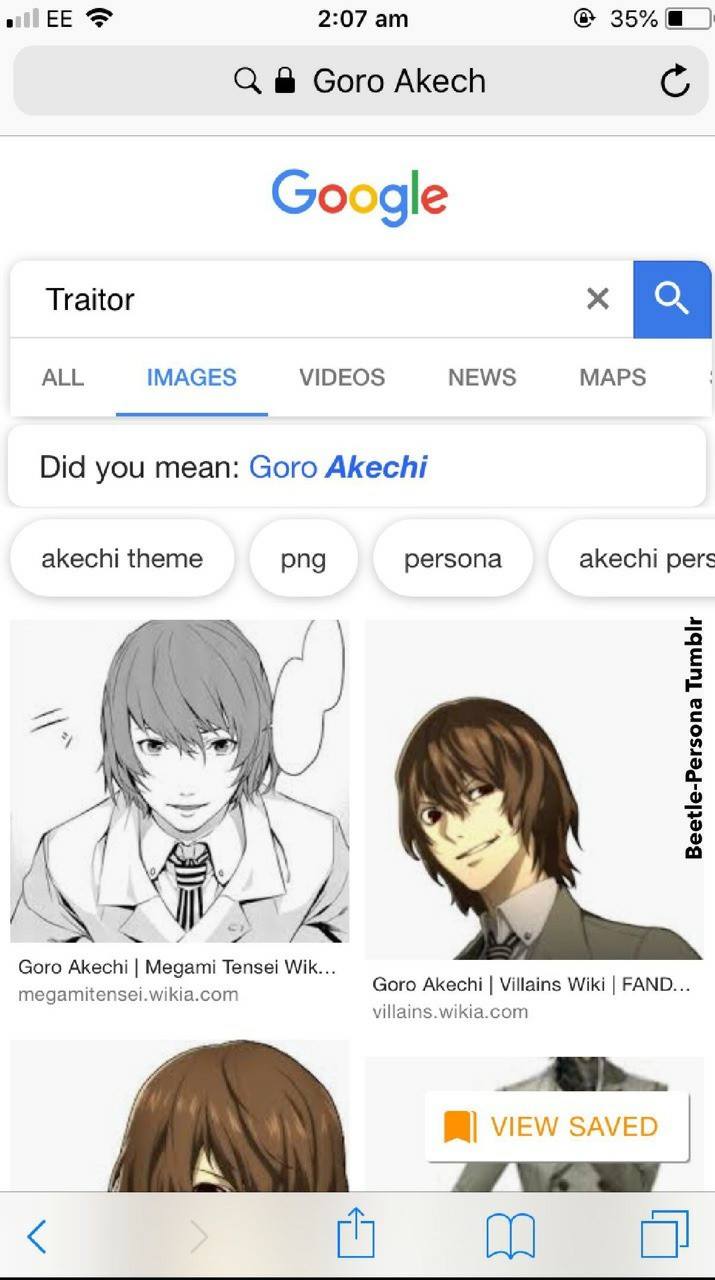 EE 2:07 am 35%
Goro Akech
Google
Traitor
ALL IMAGES VIDEOS NEWS MAPS
Did you mean: Goro Akechi
akechi theme png persona akechi pers
Beetle-Persona Tumblr
Goro Akechi | Megami Tensei Wik...
megamitensei.wikia.com
Goro Akechi | Villains Wiki | FAND...
villains.wikia.com
VIEW SAVED